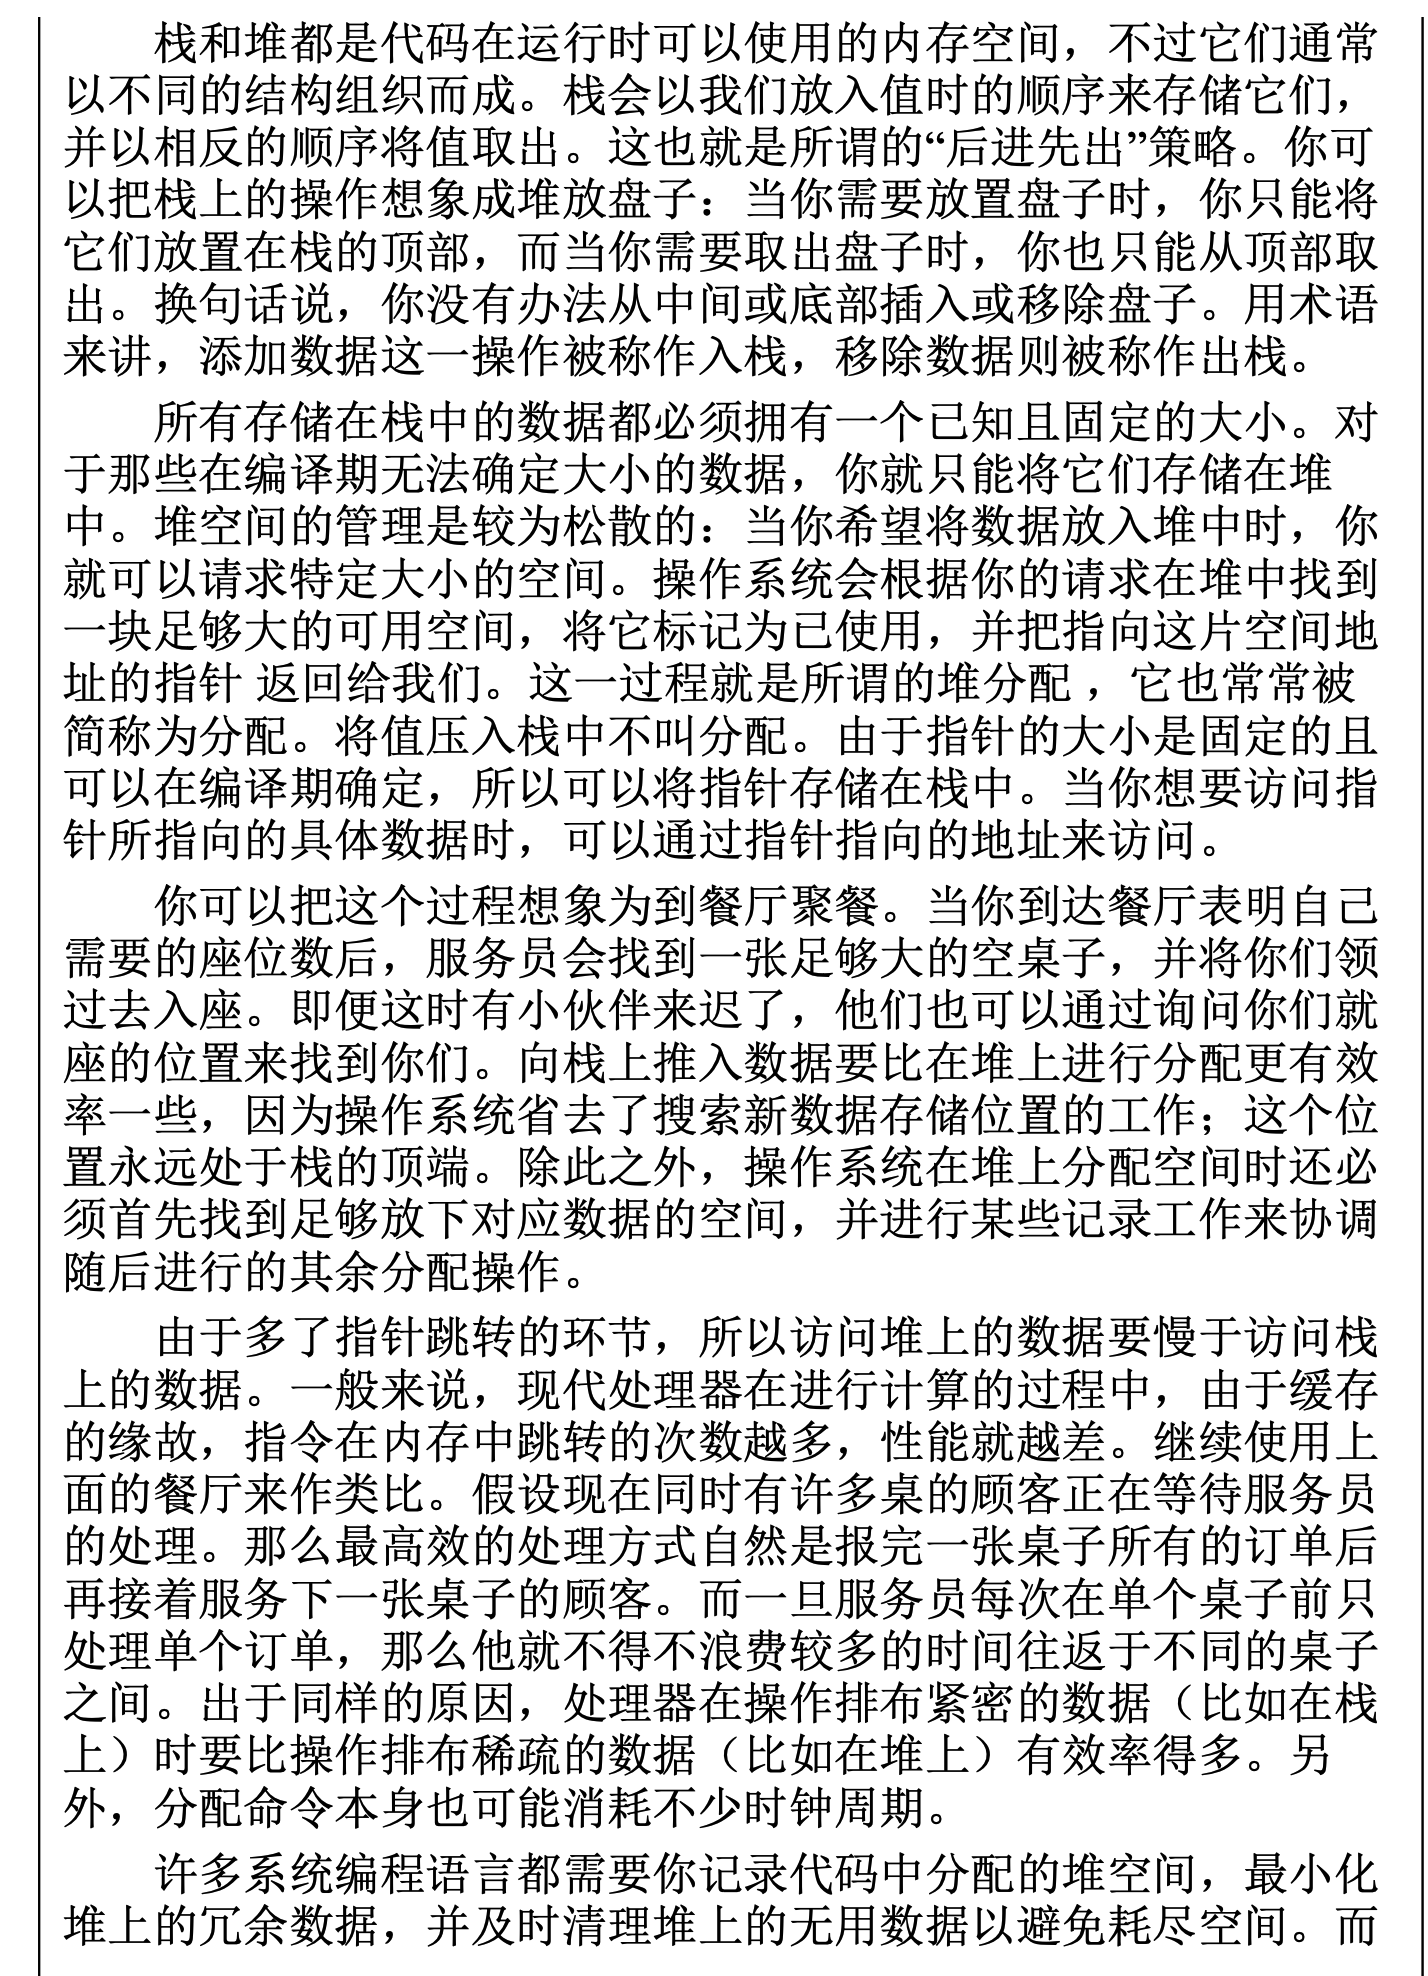 栈和堆都是代码在运行时可以使用的内存空间，不过它们通常
以不同的结构组织而成。栈会以我们放入值时的顺序来存储它们，
并以相反的顺序将值取出。这也就是所谓的“后进先出”策略。你可
以把栈上的操作想象成堆放盘子：当你需要放置盘子时，你只能将
它们放置在栈的顶部，而当你需要取出盘子时，你也只能从顶部取
出。换句话说，你没有办法从中间或底部插入或移除盘子。用术语
来讲，添加数据这一操作被称作入栈，移除数据则被称作出栈。
所有存储在栈中的数据都必须拥有一个已知且固定的大小。对
于那些在编译期无法确定大小的数据，你就只能将它们存储在堆
中。堆空间的管理是较为松散的：当你希望将数据放入堆中时，你
就可以请求特定大小的空间。操作系统会根据你的请求在堆中找到
一块足够大的可用空间，将它标记为已使用，并把指向这片空间地
址的指针 返回给我们。这一过程就是所谓的堆分配 ，它也常常被
简称为分配。将值压入栈中不叫分配。由于指针的大小是固定的且
可以在编译期确定，所以可以将指针存储在栈中。当你想要访问指
针所指向的具体数据时，可以通过指针指向的地址来访问。
你可以把这个过程想象为到餐厅聚餐。当你到达餐厅表明自己
需要的座位数后，服务员会找到一张足够大的空桌子，并将你们领
过去入座。即便这时有小伙伴来迟了，他们也可以通过询问你们就
座的位置来找到你们。向栈上推入数据要比在堆上进行分配更有效
率一些，因为操作系统省去了搜索新数据存储位置的工作；这个位
置永远处于栈的顶端。除此之外，操作系统在堆上分配空间时还必
须首先找到足够放下对应数据的空间，并进行某些记录工作来协调
随后进行的其余分配操作。
由于多了指针跳转的环节，所以访问堆上的数据要慢于访问栈
上的数据。一般来说，现代处理器在进行计算的过程中，由于缓存
的缘故，指令在内存中跳转的次数越多，性能就越差。继续使用上
面的餐厅来作类比。假设现在同时有许多桌的顾客正在等待服务员
的处理。那么最高效的处理方式自然是报完一张桌子所有的订单后
再接着服务下一张桌子的顾客。而一旦服务员每次在单个桌子前只
处理单个订单，那么他就不得不浪费较多的时间往返于不同的桌子
之间。出于同样的原因，处理器在操作排布紧密的数据（比如在栈
上）时要比操作排布稀疏的数据（比如在堆上）有效率得多。另
外，分配命令本身也可能消耗不少时钟周期。
许多系统编程语言都需要你记录代码中分配的堆空间，最小化
堆上的冗余数据，并及时清理堆上的无用数据以避免耗尽空间。而